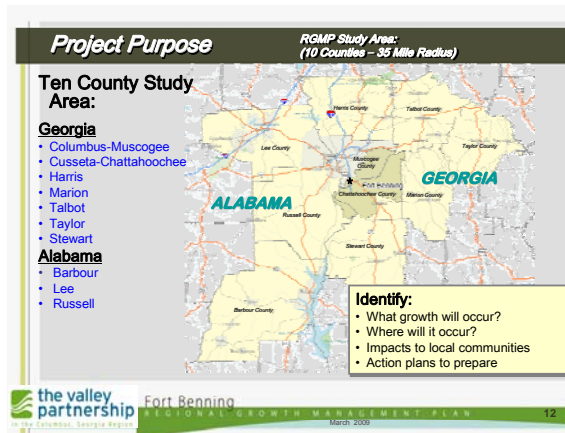 Project Purpose
RGMP Study Area:
(10 Counties – 35 Mile Radius)
Ten County Study
Area:
Georgia
• Columbus-Muscogee
• Cusseta-Chattahoochee
• Harris
• Marion
• Talbot
• Taylor
• Stewart
Alabama
• Barbour
• Lee
• Russell
Harris County
Talbot County
Taylor County
Lee County
Muscogee
County
Fort Benning
GEORGIA
Chattahoochee County
Marion County
ALABAMA
Russell County
Stewart County
Barbour County
Identify:
• What growth will occur?
• Where will it occur?
• Impacts to local communities
• Action plans to prepare
the valley
partnership
in the Columbus, Georgia Region
Fort Benning
REGIONAL GROWTH MANAGEMENT PLAN
March 2009
12